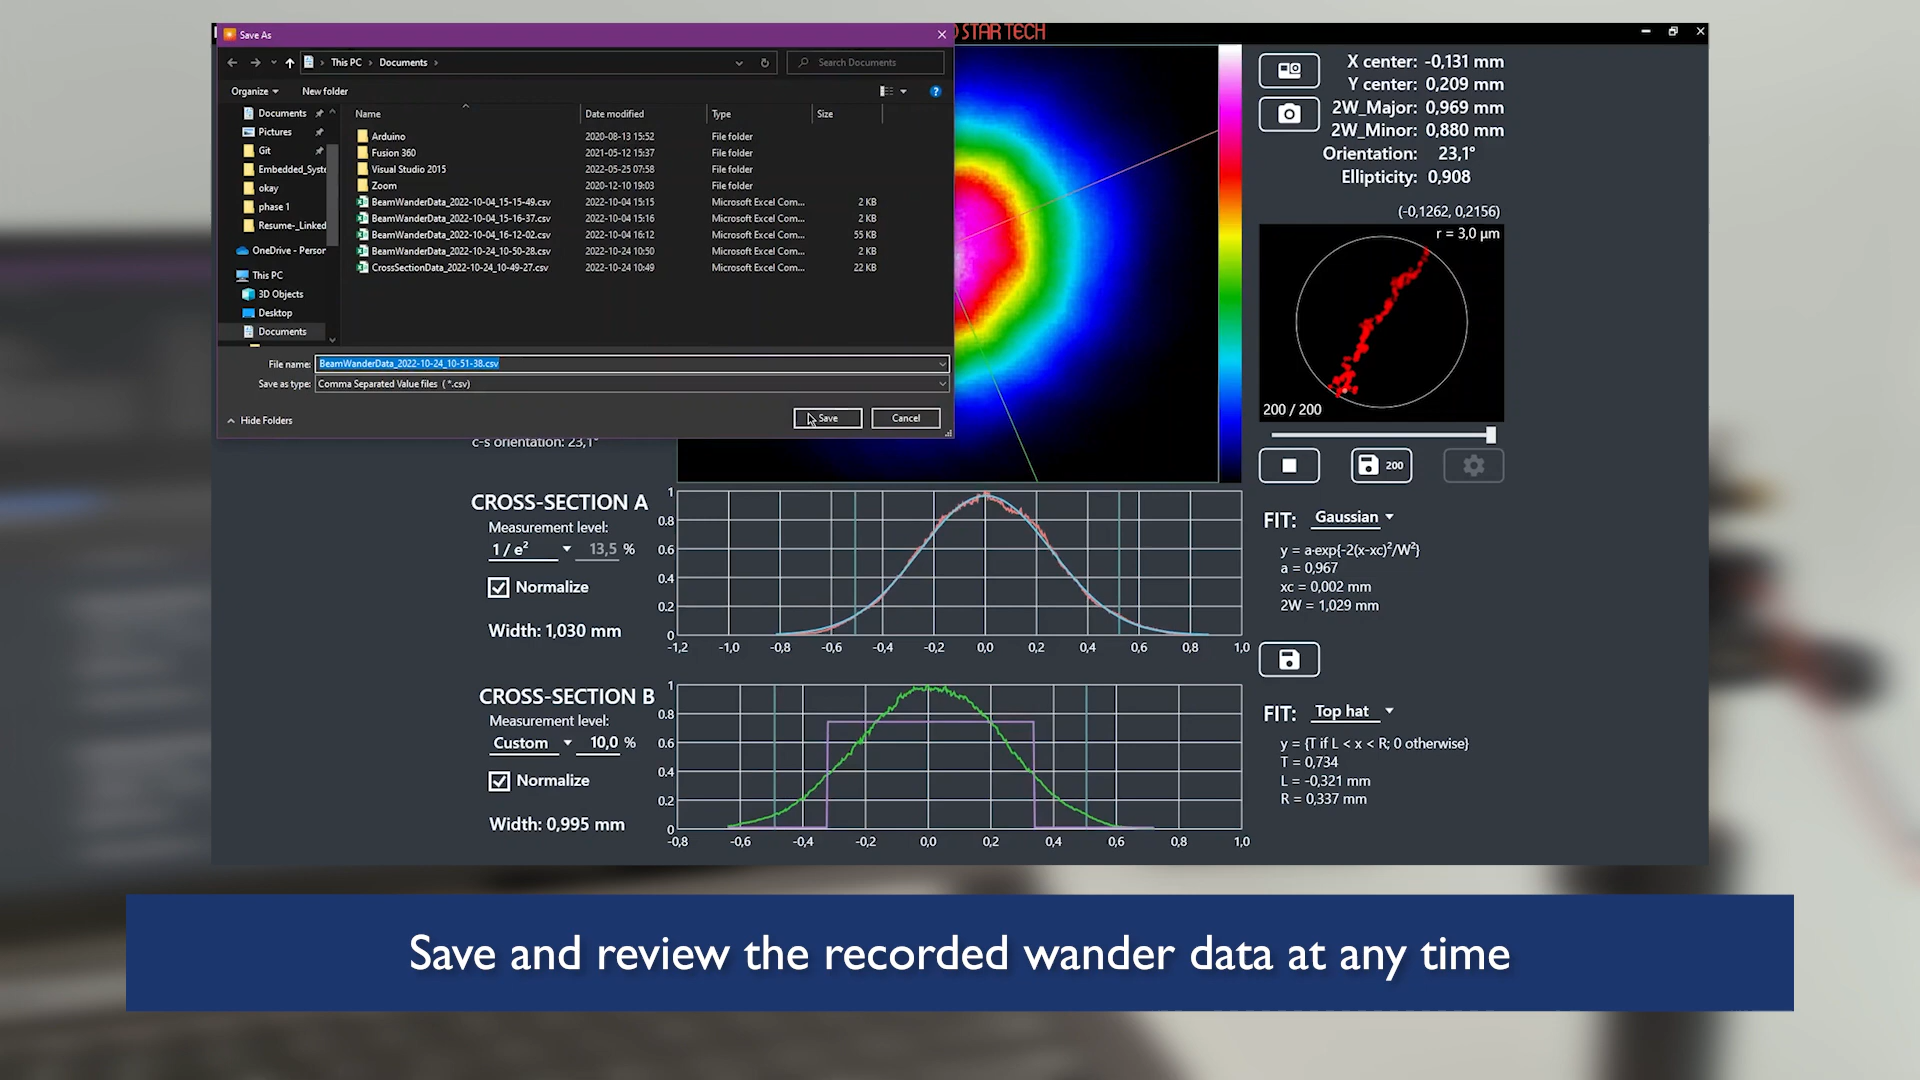 Save As
STAR TECH
This PC
Documents
Search Documents
Organize
New folder
Documents
Pictures
Git
okay
phase 1
OneDrive - Person
This PC
3D Objects
Desktop
Documents
Name Date modified Type Size
Arduino 2020-08-13 15:52 File folder
Fusion 360 2021-05-12 15:37 File folder
Visual Studio 2015 2022-05-25 07:58 File folder
Zoom 2020-12-10 19:03 File folder
BeamWanderData_2022-10-04_15-15-49.csv 2022-10-04 15:15 Microsoft Excel Com... 2 KB
BeamWanderData_2022-10-04_15-16-37.csv 2022-10-04 15:16 Microsoft Excel Com... 2 KB
BeamWanderData_2022-10-04_16-12-02.csv 2022-10-04 16:12 Microsoft Excel Com... 55 KB
BeamWanderData_2022-10-24_10-50-28.csv 2022-10-24 10:50 Microsoft Excel Com... 2 KB
CrossSectionData_2022-10-24_10-49-27.csv 2022-10-24 10:49 Microsoft Excel Com... 22 KB
File name: BeamWanderData_2022-10-24_10-51-38.csv
Save as type: Comma Separated Value files (*.csv)
Hide Folders
Save
Cancel
c-s orientation: 23,1°
X center: -0,131 mm
Y center: 0,209 mm
2W_Major: 0,969 mm
2W_Minor: 0,880 mm
Orientation: 23,1°
Ellipticity: 0,908
(-0,1262, 0,2156)
r = 3,0 µm
200 / 200
200
CROSS-SECTION A
Measurement level:
1 / e² 13,5 %
Normalize
Width: 1,030 mm
1
0.8
0.6
0.4
0.2
0
-1,2 -1,0 -0,8 -0,6 -0,4 -0,2 0,0 0,2 0,4 0,6 0,8 1,0
FIT: Gaussian
y = a·exp{-2(x-xc)²/W²}
a = 0,967
xc = 0,002 mm
2W = 1,029 mm
CROSS-SECTION B
Measurement level:
Custom 10,0 %
Normalize
Width: 0,995 mm
1
0.8
0.6
0.4
0.2
0
-0,8 -0,6 -0,4 -0,2 0,0 0,2 0,4 0,6 0,8 1,0
FIT: Top hat
y = {T if L < x < R; 0 otherwise}
T = 0,734
L = -0,321 mm
R = 0,337 mm
Save and review the recorded wander data at any time